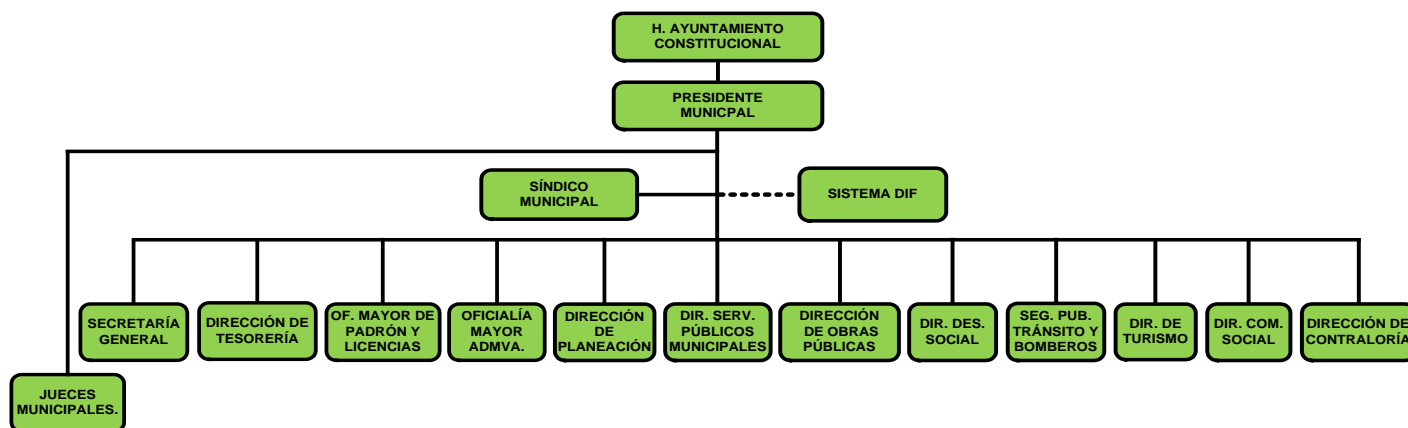 H. AYUNTAMIENTO
CONSTITUCIONAL
PRESIDENTE
MUNICPAL
SÍNDICO
MUNICIPAL
SISTEMA DIF
SECRETARÍA
GENERAL
DIRECCIÓN DE
TESORERÍA
OF. MAYOR DE
PADRÓN Y
LICENCIAS
OFICIALÍA
MAYOR
ADMVA.
DIRECCIÓN
DE
PLANEACIÓN
DIR. SERV.
PÚBLICOS
MUNICIPALES
DIRECCIÓN
DE OBRAS
PÚBLICAS
DIR. DES.
SOCIAL
SEG. PUB.
TRÁNSITO Y
BOMBEROS
DIR. DE
TURISMO
DIR. COM.
SOCIAL
DIRECCIÓN DE
CONTRALORÍA
JUECES
MUNICIPALES.